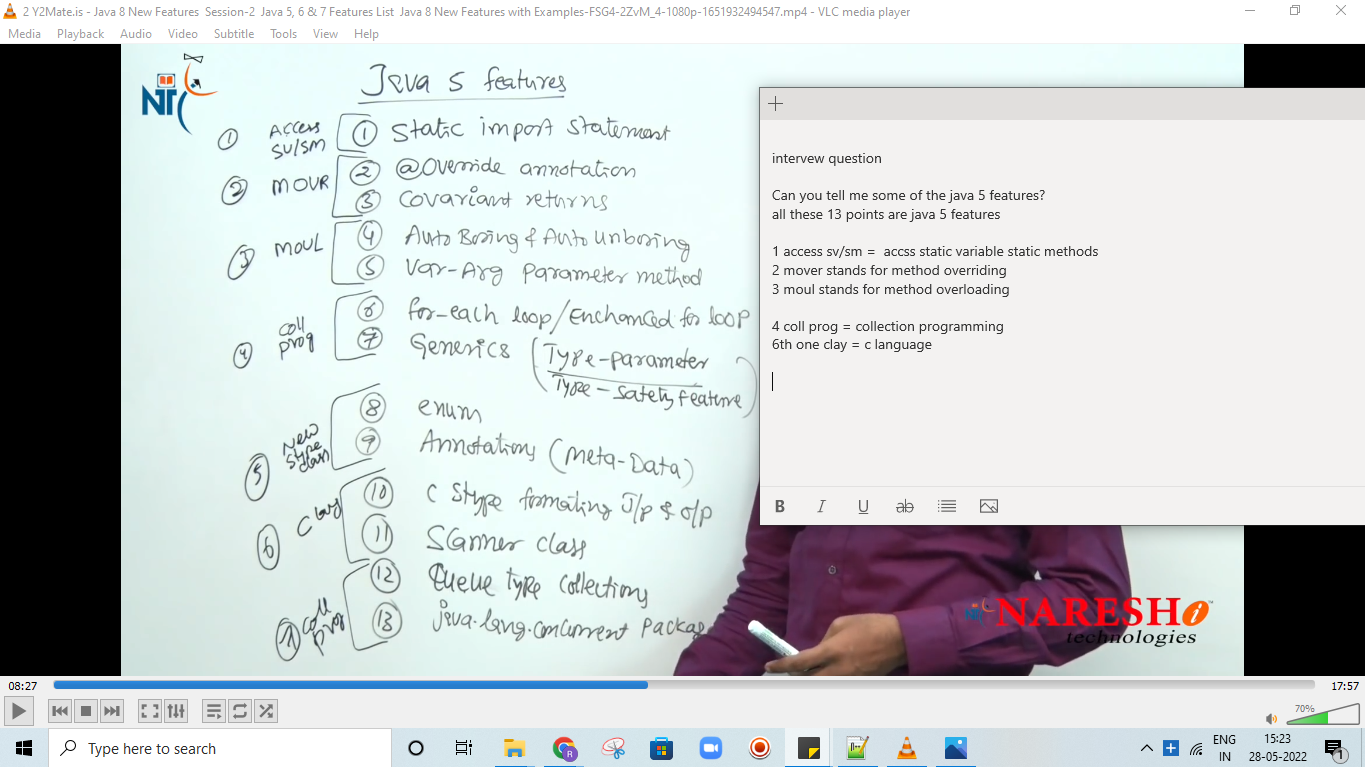 2 Y2Mate.is - Java 8 New Features Session-2 Java 5, 6 & 7 Features List Java 8 New Features with Examples-FSG4-2ZvM_4-1080p-1651932494547.mp4 - VLC media player
Media Playback Audio Video Subtitle Tools View Help
NT
Java 5 features
① Access SV/SM
① Static import Statement
② MOVR
② @Override annotation
③ Covariant returns
③ MOUL
④ Auto Boxing & Auto Unboxing
⑤ Var-Arg Parameter method
④ coll prog
⑥ for-each loop/Enchanced for loop
⑦ Generics (Type-parameter
Type-Safety Feature)
⑤ New Stype class
⑧ enum
⑨ Annotations (Meta-Data)
⑥ C lang
⑩ C Stype formating I/p & o/p
⑪ Scanner class
⑦ coll prog
⑫ Queue type collections
⑬ java.lang.concurrent Package
intervew question
Can you tell me some of the java 5 features?
all these 13 points are java 5 features
1 access sv/sm = accss static variable static methods
2 mover stands for method overriding
3 moul stands for method overloading
4 coll prog = collection programming
6th one clay = c language
B I U ab
NARESH i
technologies
08:27
17:57
70%
Type here to search
R
ENG
IN
15:23
28-05-2022
1